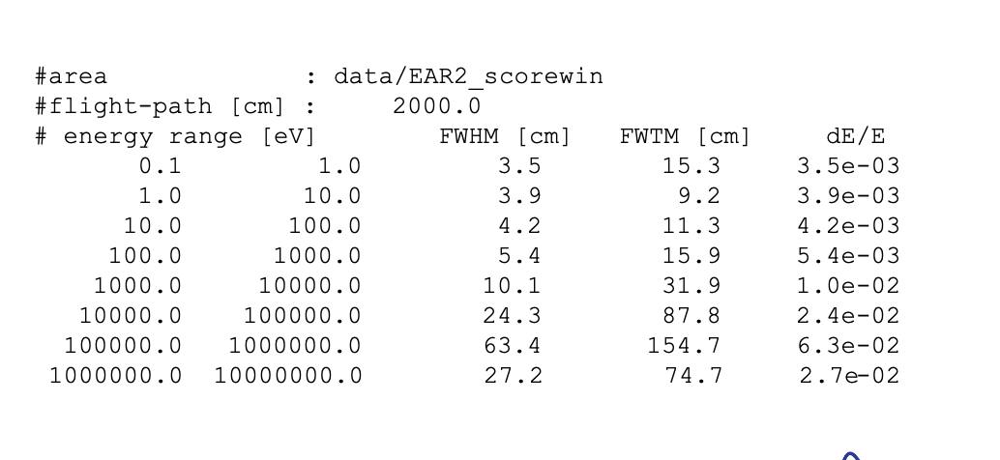 #area : data/EAR2_scorewin
#flight-path [cm] : 2000.0
# energy range [eV] FWHM [cm] FWTM [cm] dE/E
0.1 1.0 3.5 15.3 3.5e-03
1.0 10.0 3.9 9.2 3.9e-03
10.0 100.0 4.2 11.3 4.2e-03
100.0 1000.0 5.4 15.9 5.4e-03
1000.0 10000.0 10.1 31.9 1.0e-02
10000.0 100000.0 24.3 87.8 2.4e-02
100000.0 1000000.0 63.4 154.7 6.3e-02
1000000.0 10000000.0 27.2 74.7 2.7e-02